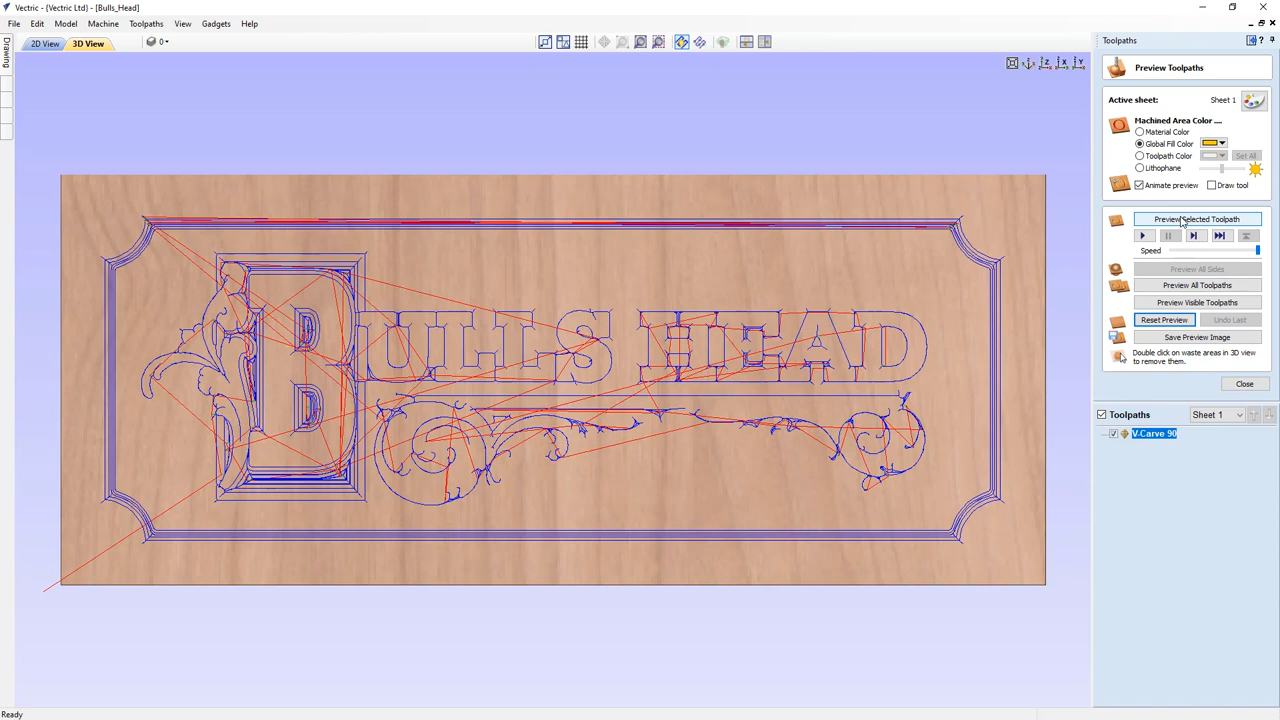 Vectric - {Vectric Ltd} - [Bulls_Head]
File Edit Model Machine Toolpaths View Gadgets Help
2D View 3D View 0
Drawing
Z X Y
Toolpaths
Preview Toolpaths
Active sheet: Sheet 1
Machined Area Color ....
Material Color
Global Fill Color
Toolpath Color Set All
Lithophane
Animate preview Draw tool
Preview Selected Toolpath
Speed
Preview All Sides
Preview All Toolpaths
Preview Visible Toolpaths
Reset Preview Undo Last
Save Preview Image
Double click on waste areas in 3D view
to remove them.
Close
Toolpaths Sheet 1
V-Carve 90
BULLS HEAD
Ready